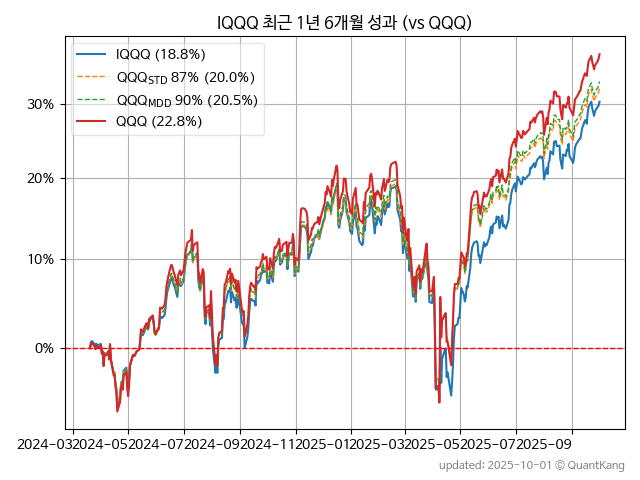 IQQQ 최근 1년 6개월 성과 (vs QQQ)
IQQQ (18.8%)
QQQSTD 87% (20.0%)
QQQMDD 90% (20.5%)
QQQ (22.8%)
30%
20%
10%
0%
2024-03 2024-05 2024-07 2024-09 2024-11 2025-01 2025-03 2025-05 2025-07 2025-09
updated: 2025-10-01 © QuantKang